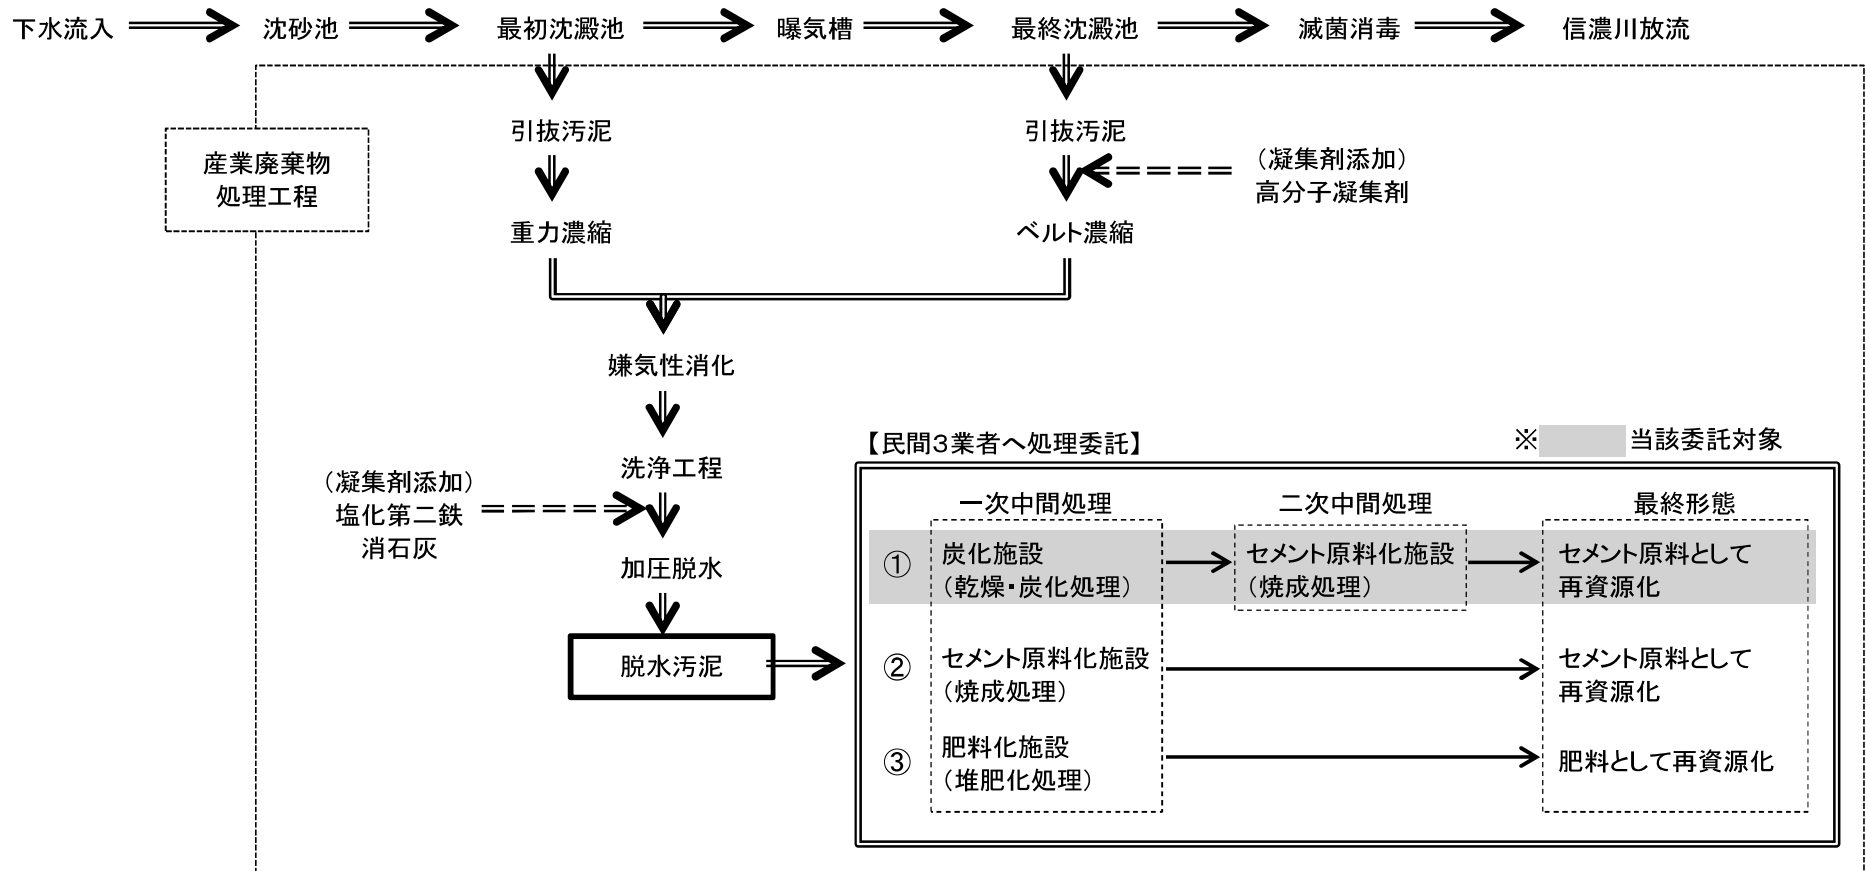 下水流入
沈砂池
最初沈澱池
曝気槽
最終沈澱池
滅菌消毒
信濃川放流
産業廃棄物
処理工程
引抜汚泥
引抜汚泥
（凝集剤添加）
高分子凝集剤
重力濃縮
ベルト濃縮
嫌気性消化
洗浄工程
（凝集剤添加）
塩化第二鉄
消石灰
加圧脱水
脱水汚泥
【民間３業者へ処理委託】
※ 当該委託対象
一次中間処理
二次中間処理
最終形態
①
炭化施設
（乾燥・炭化処理）
セメント原料化施設
（焼成処理）
セメント原料として
再資源化
②
セメント原料化施設
（焼成処理）
セメント原料として
再資源化
③
肥料化施設
（堆肥化処理）
肥料として再資源化